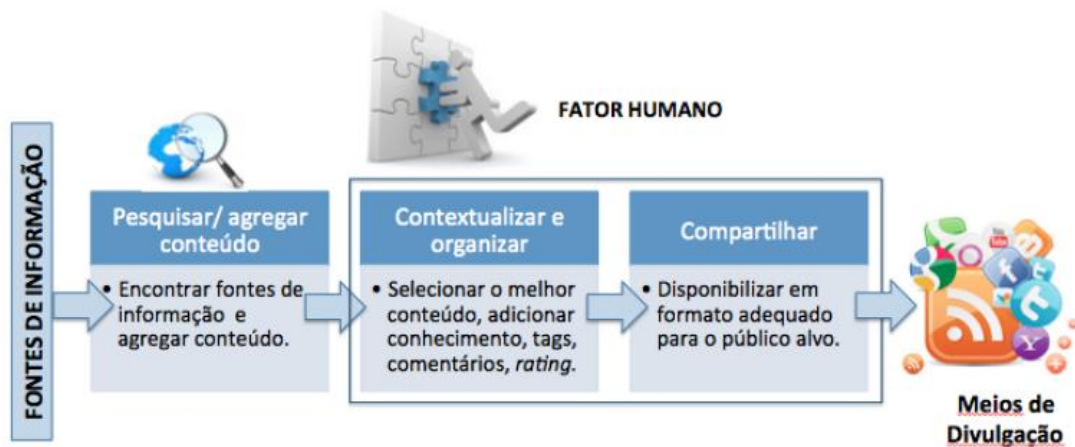 FATOR HUMANO
FONTES DE INFORMAÇÃO
Pesquisar/ agregar
conteúdo
• Encontrar fontes de
informação e
agregar conteúdo.
Contextualizar e
organizar
• Selecionar o melhor
conteúdo, adicionar
conhecimento, tags,
comentários, rating.
Compartilhar
• Disponibilizar em
formato adequado
para o público alvo.
Meios de
Divulgação